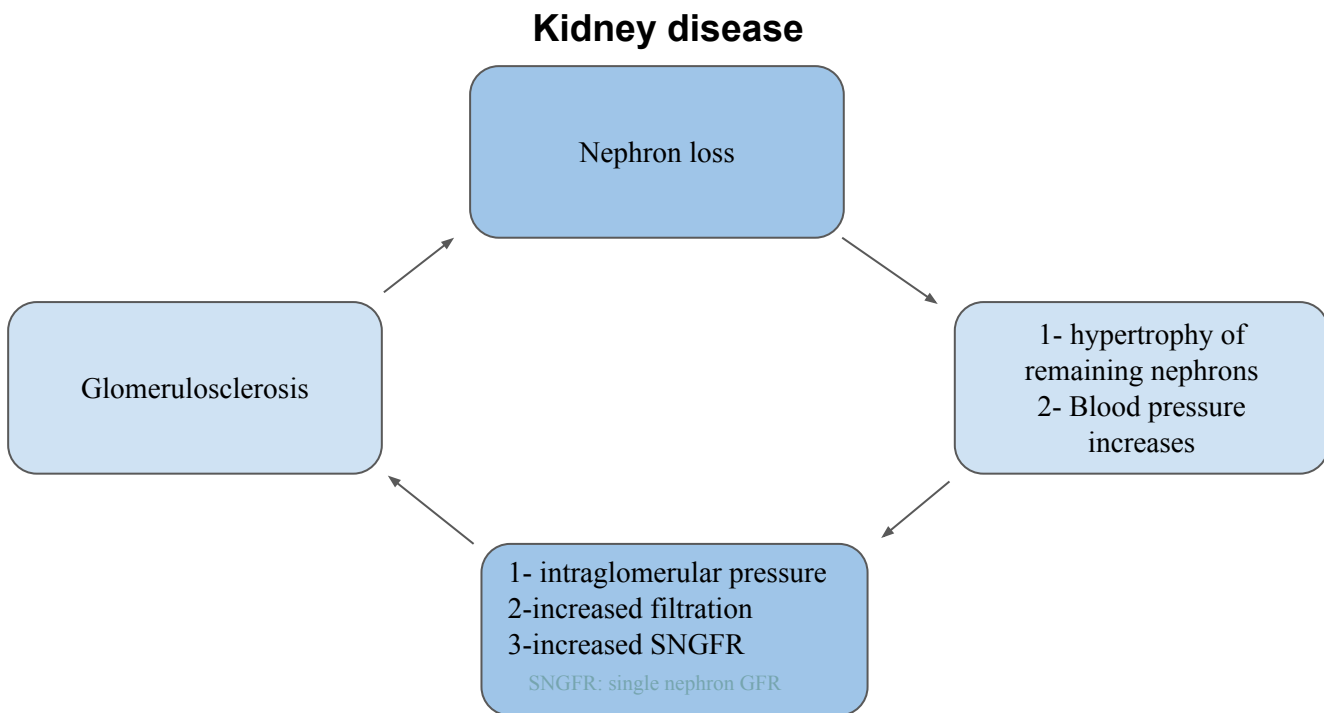 Kidney disease
Nephron loss
1- hypertrophy of
remaining nephrons
2- Blood pressure
increases
1- intraglomerular pressure
2-increased filtration
3-increased SNGFR
SNGFR: single nephron GFR
Glomerulosclerosis